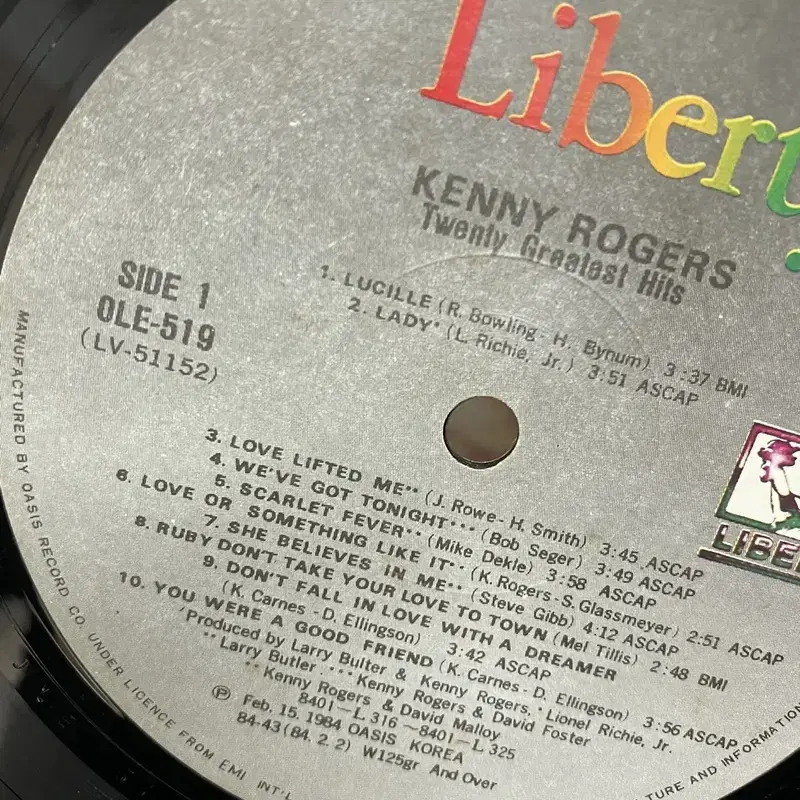 Liberty
KENNY ROGERS
Twenty Greatest Hits
SIDE 1
OLE-519
(LV-51152)
1. LUCILLE (R. Bowling - H. Bynum) 3:37 BMI
2. LADY* (L. Richie, Jr.) 3:51 ASCAP
3. LOVE LIFTED ME** (J. Rowe - H. Smith) 3:45 ASCAP
4. WE'VE GOT TONIGHT*** (Bob Seger) 3:49 ASCAP
5. SCARLET FEVER** (Mike Dekle) 3:58 ASCAP
6. LOVE OR SOMETHING LIKE IT** (K. Rogers - S. Glassmeyer) 2:51 ASCAP
7. SHE BELIEVES IN ME** (Steve Gibb) 4:12 ASCAP
8. RUBY DON'T TAKE YOUR LOVE TO TOWN (Mel Tillis) 2:48 BMI
9. DON'T FALL IN LOVE WITH A DREAMER
(K. Carnes - D. Ellingson) 3:42 ASCAP
10. YOU WERE A GOOD FRIEND (K. Carnes - D. Ellingson) 3:56 ASCAP
'Produced by Larry Bulter & Kenny Rogers, * Lionel Richie, Jr.
** Larry Butler *** Kenny Rogers & David Foster
** Kenny Rogers & David Malloy
8401-L 316~8401-L 325
℗ Feb. 15. 1984 OASIS KOREA
84-43 (84. 2. 2) W125gr And Over
LIBER
MANUFACTURED BY OASIS RECORD CO. UNDER LICENCE FROM EMI INT'L
TURE AND INFORMATION